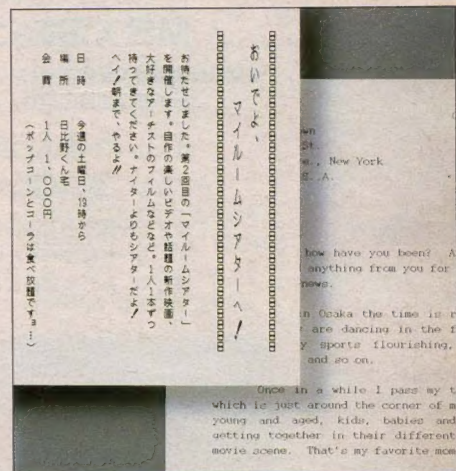 おいでよ、
マイルームシアターへ!
お待たせしました。第2回目の「マイルームシアター」
を開催します。自作の楽しいビデオや話題の新作映画、
大好きなアーチストのフィルムなどなど。1人1本ずつ
持ってきてください。ナイターよりもシアターだよ!
ヘイ!朝まで、やるよ!!
日時 今週の土曜日、19時から
場所 日比野くん宅
会費 1人 1,000円
(ポップコーンとコーラは食べ放題ですョ…)
own
St.
e., New York
S. A.
how have you been? A
anything from you for
news.
in Osaka the time is r
are dancing in the f
y sports flourishing,
and so on.
Once in a while I pass my t
which is just around the corner of m
young and aged, kids, babies and
getting together in their different
movie scene. That's my favorite mom